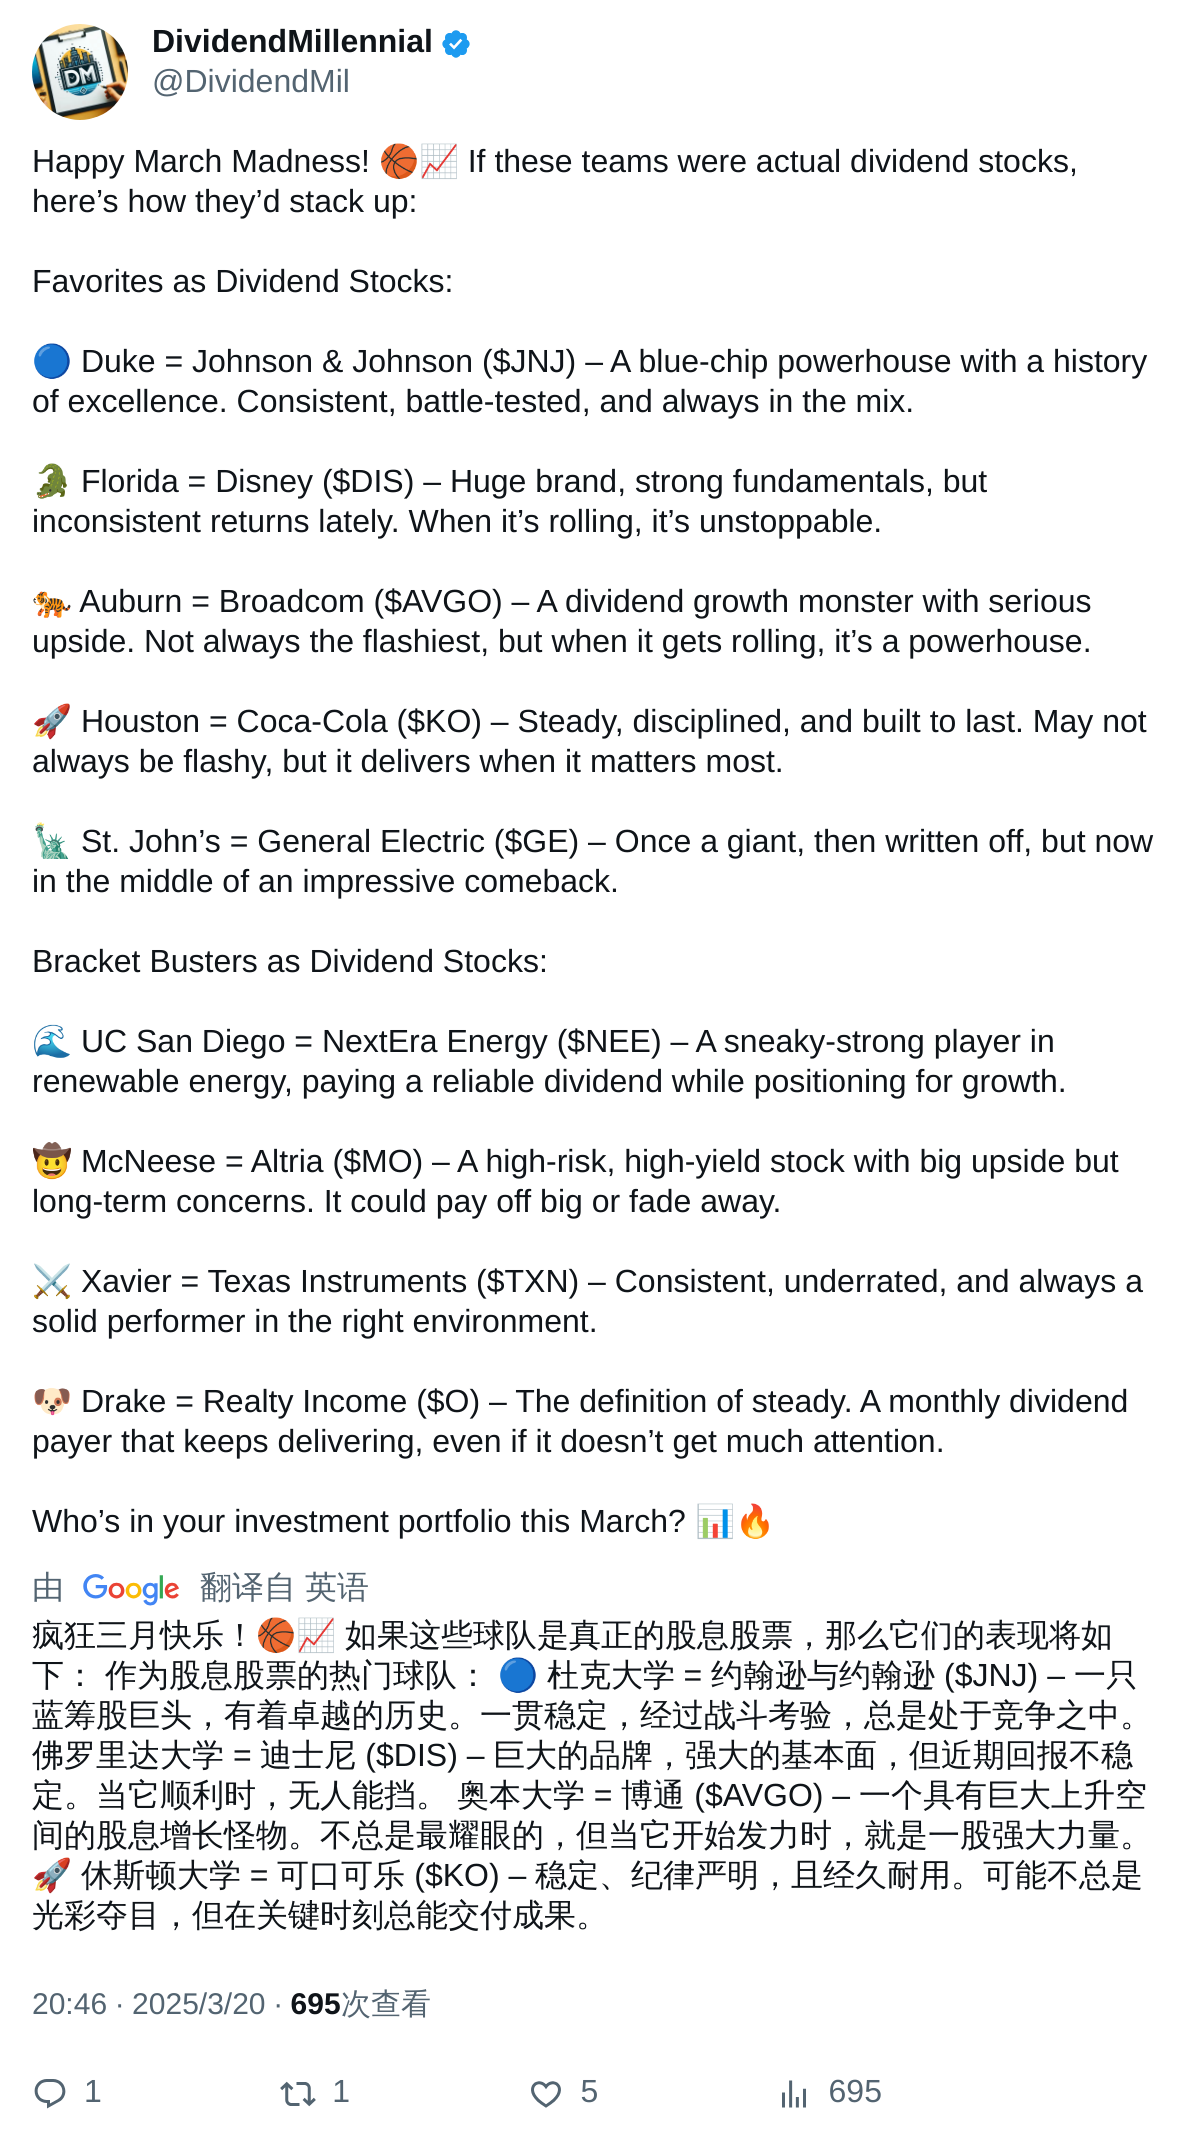 DM
DividendMillennial
@DividendMil
Happy March Madness! 🏀📈 If these teams were actual dividend stocks,
here’s how they’d stack up:
Favorites as Dividend Stocks:
🔵 Duke = Johnson & Johnson ($JNJ) – A blue-chip powerhouse with a history
of excellence. Consistent, battle-tested, and always in the mix.
🐊 Florida = Disney ($DIS) – Huge brand, strong fundamentals, but
inconsistent returns lately. When it’s rolling, it’s unstoppable.
🐅 Auburn = Broadcom ($AVGO) – A dividend growth monster with serious
upside. Not always the flashiest, but when it gets rolling, it’s a powerhouse.
🚀 Houston = Coca-Cola ($KO) – Steady, disciplined, and built to last. May not
always be flashy, but it delivers when it matters most.
🗽 St. John’s = General Electric ($GE) – Once a giant, then written off, but now
in the middle of an impressive comeback.
Bracket Busters as Dividend Stocks:
🌊 UC San Diego = NextEra Energy ($NEE) – A sneaky-strong player in
renewable energy, paying a reliable dividend while positioning for growth.
🤠 McNeese = Altria ($MO) – A high-risk, high-yield stock with big upside but
long-term concerns. It could pay off big or fade away.
⚔️ Xavier = Texas Instruments ($TXN) – Consistent, underrated, and always a
solid performer in the right environment.
🐶 Drake = Realty Income ($O) – The definition of steady. A monthly dividend
payer that keeps delivering, even if it doesn’t get much attention.
Who’s in your investment portfolio this March? 📊🔥
由 Google 翻译自 英语
疯狂三月快乐！🏀📈 如果这些球队是真正的股息股票，那么它们的表现将如
下： 作为股息股票的热门球队： 🔵 杜克大学 = 约翰逊与约翰逊 ($JNJ) – 一只
蓝筹股巨头，有着卓越的历史。一贯稳定，经过战斗考验，总是处于竞争之中。
佛罗里达大学 = 迪士尼 ($DIS) – 巨大的品牌，强大的基本面，但近期回报不稳
定。当它顺利时，无人能挡。 奥本大学 = 博通 ($AVGO) – 一个具有巨大上升空
间的股息增长怪物。不总是最耀眼的，但当它开始发力时，就是一股强大力量。
🚀 休斯顿大学 = 可口可乐 ($KO) – 稳定、纪律严明，且经久耐用。可能不总是
光彩夺目，但在关键时刻总能交付成果。
20:46 · 2025/3/20 · 695次查看
1 1 5 695